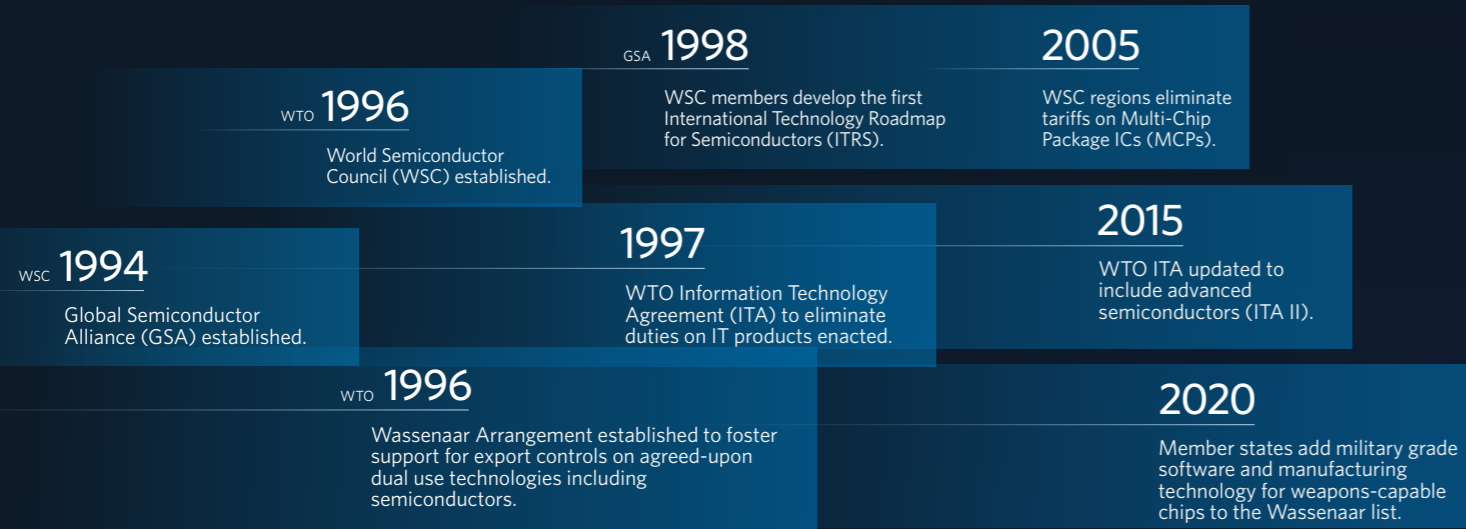 GSA 1998
WSC members develop the first
International Technology Roadmap
for Semiconductors (ITRS).
2005
WSC regions eliminate
tariffs on Multi-Chip
Package ICs (MCPs).
WTO 1996
World Semiconductor
Council (WSC) established.
WSC 1994
Global Semiconductor
Alliance (GSA) established.
1997
WTO Information Technology
Agreement (ITA) to eliminate
duties on IT products enacted.
2015
WTO ITA updated to
include advanced
semiconductors (ITA II).
WTO 1996
Wassenaar Arrangement established to foster
support for export controls on agreed-upon
dual use technologies including
semiconductors.
2020
Member states add military grade
software and manufacturing
technology for weapons-capable
chips to the Wassenaar list.